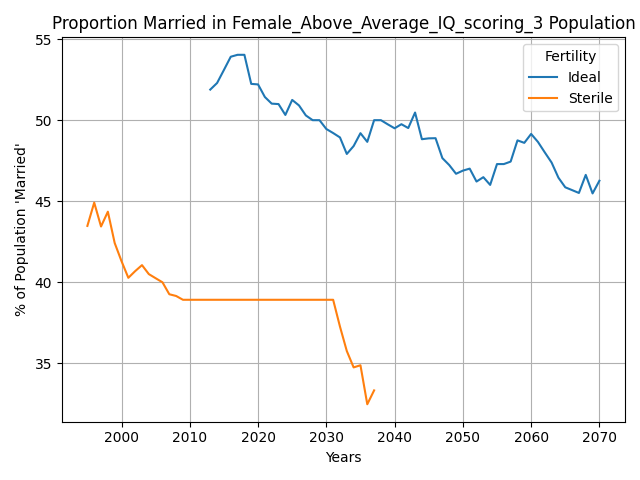 Proportion Married in Female_Above_Average_IQ_scoring_3 Population
% of Population 'Married'
55
50
45
40
35
Fertility
Ideal
Sterile
2000 2010 2020 2030 2040 2050 2060 2070
Years